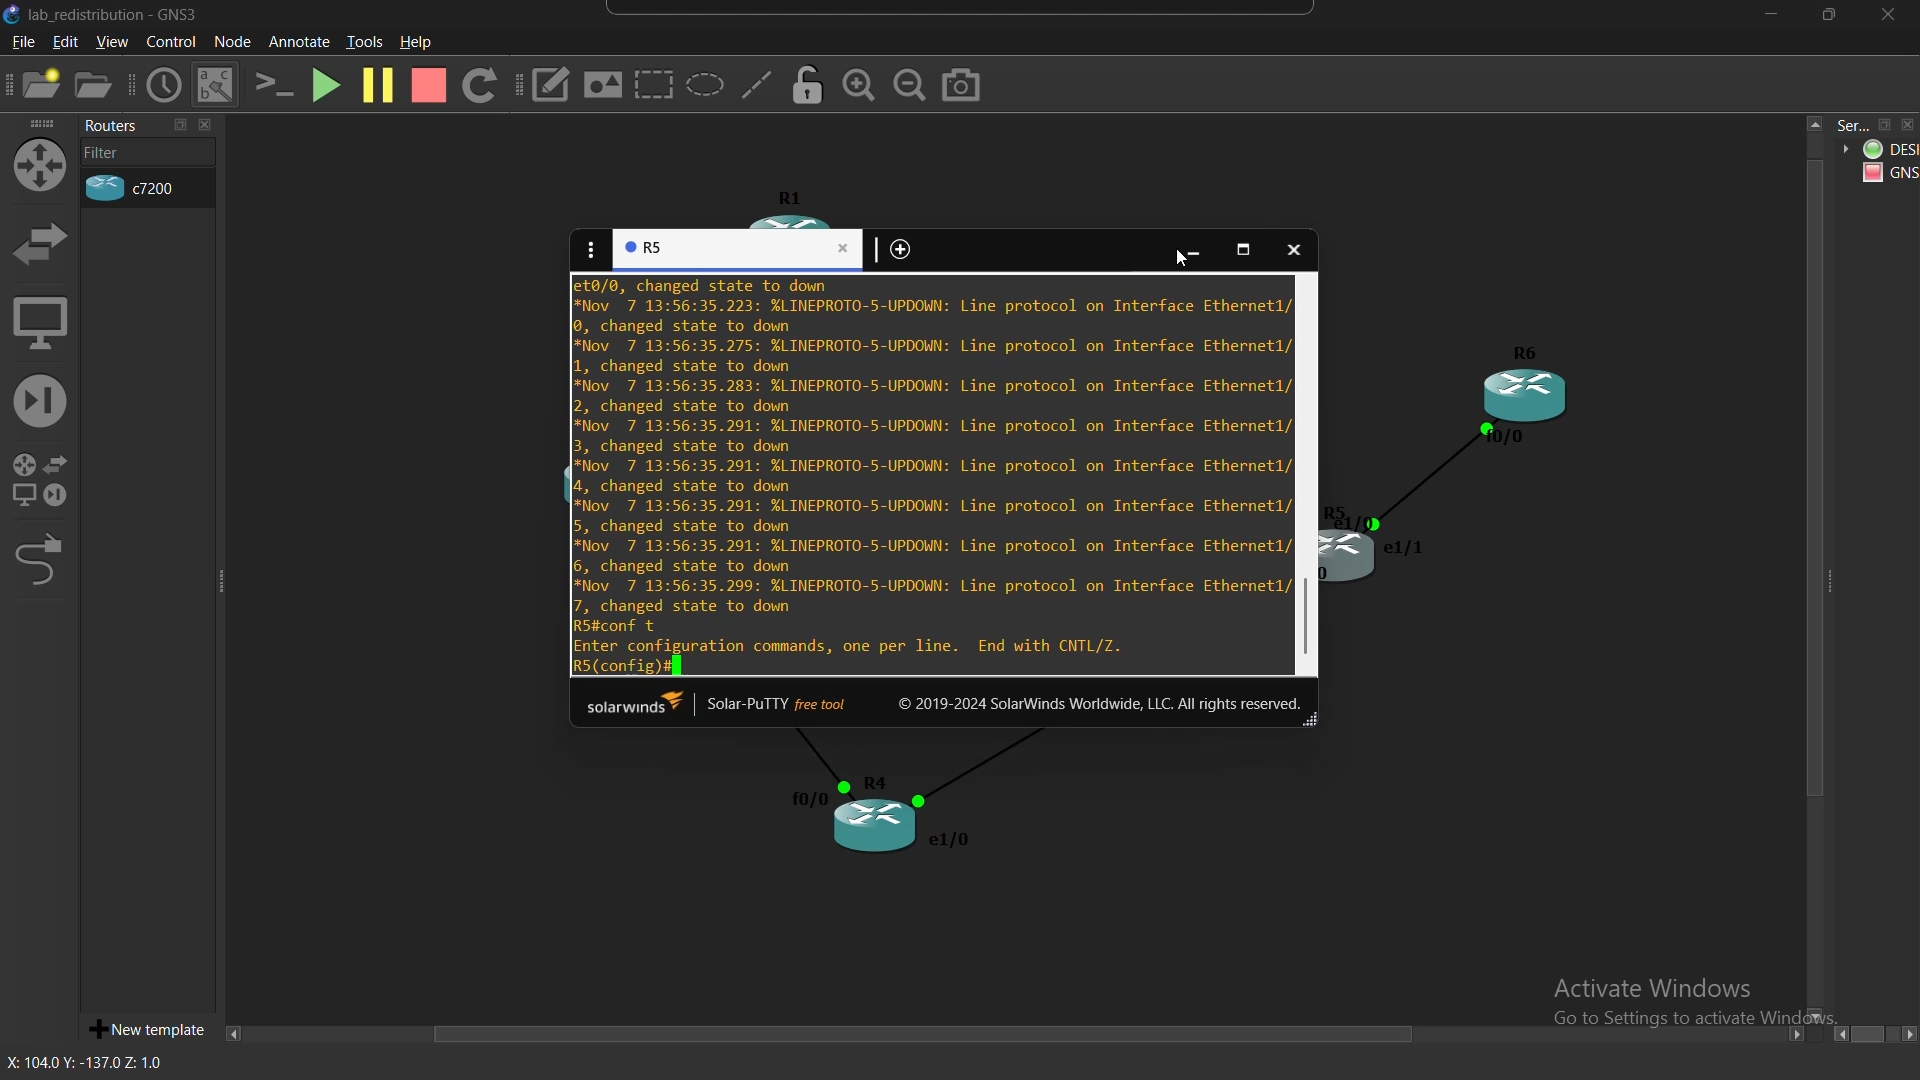 lab_redistribution - GNS3
File Edit View Control Node Annotate Tools Help
Routers
Filter
c7200
New template
X: 104.0 Y: -137.0 Z: 1.0
R1
R5
et0/0, changed state to down
*Nov  7 13:56:35.223: %LINEPROTO-5-UPDOWN: Line protocol on Interface Ethernet1/
0, changed state to down
*Nov  7 13:56:35.275: %LINEPROTO-5-UPDOWN: Line protocol on Interface Ethernet1/
1, changed state to down
*Nov  7 13:56:35.283: %LINEPROTO-5-UPDOWN: Line protocol on Interface Ethernet1/
2, changed state to down
*Nov  7 13:56:35.291: %LINEPROTO-5-UPDOWN: Line protocol on Interface Ethernet1/
3, changed state to down
*Nov  7 13:56:35.291: %LINEPROTO-5-UPDOWN: Line protocol on Interface Ethernet1/
4, changed state to down
*Nov  7 13:56:35.291: %LINEPROTO-5-UPDOWN: Line protocol on Interface Ethernet1/
5, changed state to down
*Nov  7 13:56:35.291: %LINEPROTO-5-UPDOWN: Line protocol on Interface Ethernet1/
6, changed state to down
*Nov  7 13:56:35.299: %LINEPROTO-5-UPDOWN: Line protocol on Interface Ethernet1/
7, changed state to down
R5#conf t
Enter configuration commands, one per line.  End with CNTL/Z.
R5(config)#
solarwinds Solar-PuTTY free tool © 2019-2024 SolarWinds Worldwide, LLC. All rights reserved.
R6
f0/0
R5
e1/0
e1/1
0
R4
f0/0
e1/0
Ser...
DESI
GNS
Activate Windows
Go to Settings to activate Windows.